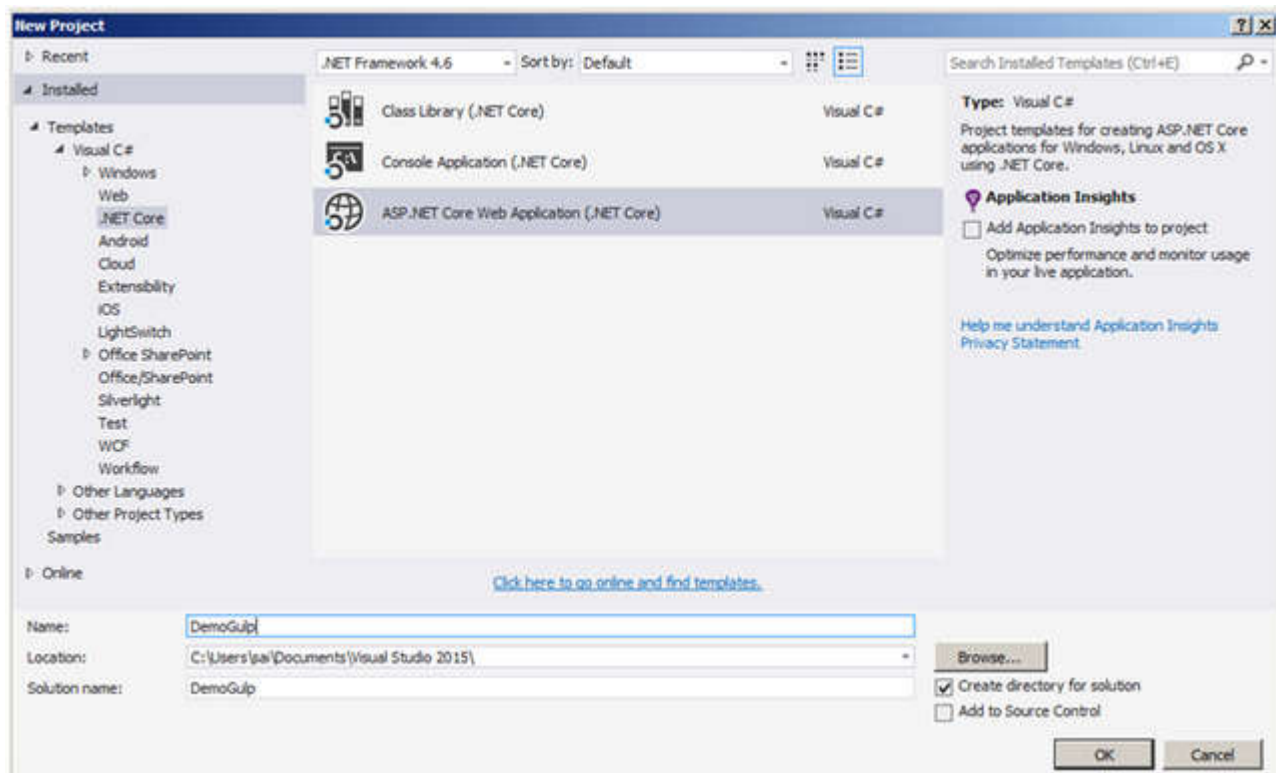 New Project
Recent
Installed
Templates
Visual C#
Windows
Web
.NET Core
Android
Cloud
Extensibility
iOS
LightSwitch
Office SharePoint
Office/SharePoint
Silverlight
Test
WCF
Workflow
Other Languages
Other Project Types
Samples
Online
.NET Framework 4.6 Sort by: Default
Class Library (.NET Core) Visual C#
Console Application (.NET Core) Visual C#
ASP.NET Core Web Application (.NET Core) Visual C#
Click here to go online and find templates.
Search Installed Templates (Ctrl+E)
Type: Visual C#
Project templates for creating ASP.NET Core
applications for Windows, Linux and OS X
using .NET Core.
Application Insights
Add Application Insights to project
Optimize performance and monitor usage
in your live application.
Help me understand Application Insights
Privacy Statement
Name: DemoGulp
Location: C:\Users\sai\Documents\Visual Studio 2015\
Solution name: DemoGulp
Browse...
Create directory for solution
Add to Source Control
OK Cancel